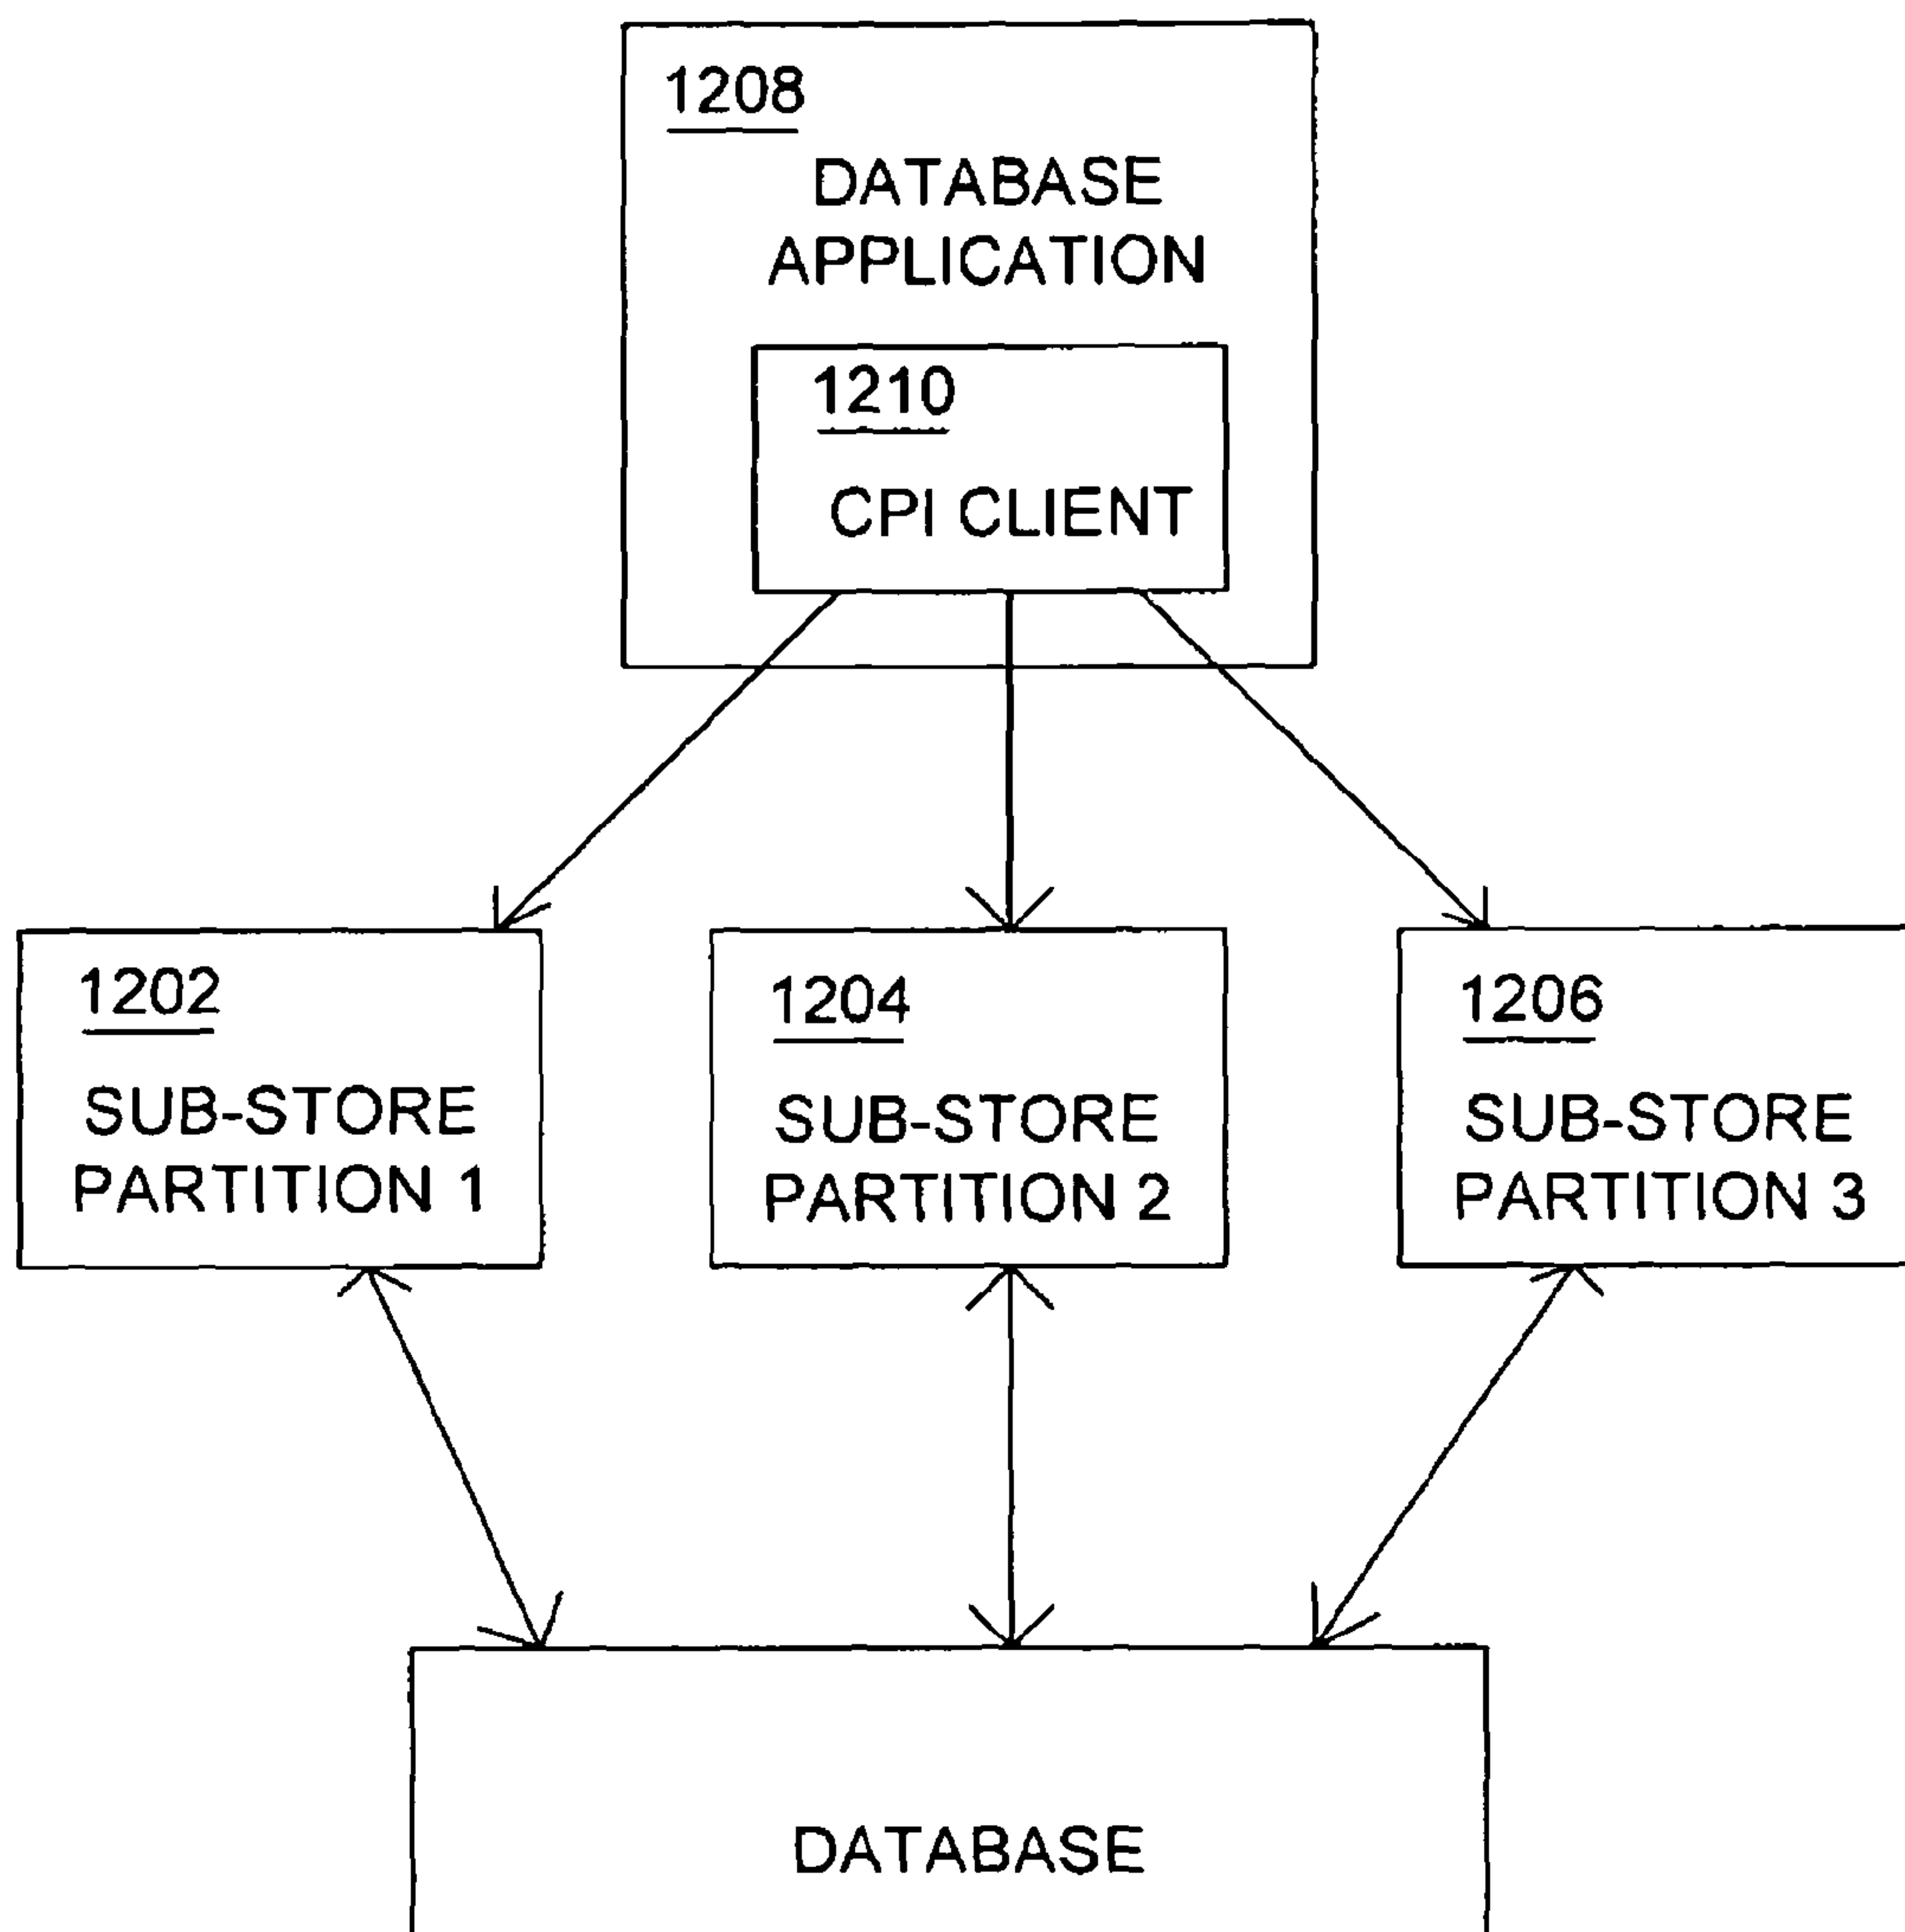 1208
DATABASE
APPLICATION
1210
CPI CLIENT
1202
SUB-STORE
PARTITION 1
1204
SUB-STORE
PARTITION 2
1206
SUB-STORE
PARTITION 3
DATABASE